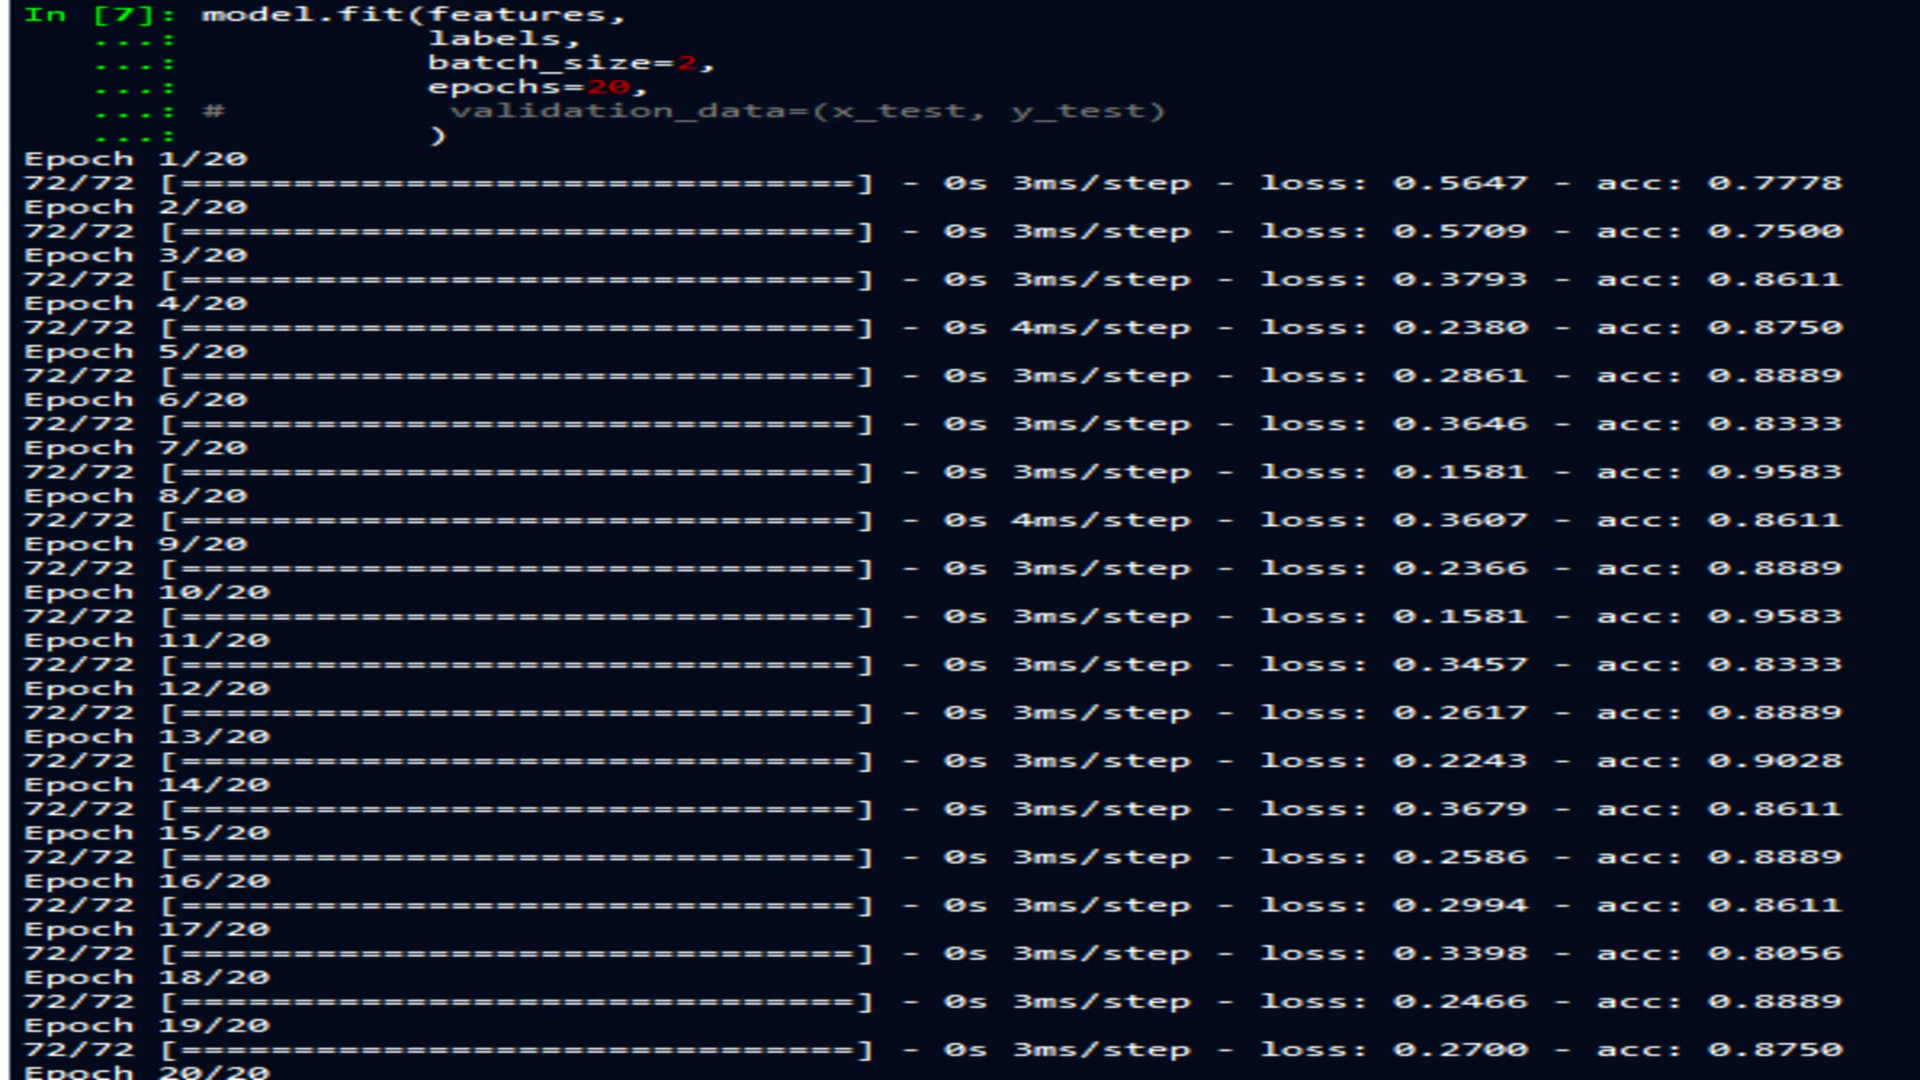 In [7]: model.fit(features,
   ...:           labels,
   ...:           batch_size=2,
   ...:           epochs=20,
   ...: #          validation_data=(x_test, y_test)
   ...:           )
Epoch 1/20
72/72 [==============================] - 0s 3ms/step - loss: 0.5647 - acc: 0.7778
Epoch 2/20
72/72 [==============================] - 0s 3ms/step - loss: 0.5709 - acc: 0.7500
Epoch 3/20
72/72 [==============================] - 0s 3ms/step - loss: 0.3793 - acc: 0.8611
Epoch 4/20
72/72 [==============================] - 0s 4ms/step - loss: 0.2380 - acc: 0.8750
Epoch 5/20
72/72 [==============================] - 0s 3ms/step - loss: 0.2861 - acc: 0.8889
Epoch 6/20
72/72 [==============================] - 0s 3ms/step - loss: 0.3646 - acc: 0.8333
Epoch 7/20
72/72 [==============================] - 0s 3ms/step - loss: 0.1581 - acc: 0.9583
Epoch 8/20
72/72 [==============================] - 0s 4ms/step - loss: 0.3607 - acc: 0.8611
Epoch 9/20
72/72 [==============================] - 0s 3ms/step - loss: 0.2366 - acc: 0.8889
Epoch 10/20
72/72 [==============================] - 0s 3ms/step - loss: 0.1581 - acc: 0.9583
Epoch 11/20
72/72 [==============================] - 0s 3ms/step - loss: 0.3457 - acc: 0.8333
Epoch 12/20
72/72 [==============================] - 0s 3ms/step - loss: 0.2617 - acc: 0.8889
Epoch 13/20
72/72 [==============================] - 0s 3ms/step - loss: 0.2243 - acc: 0.9028
Epoch 14/20
72/72 [==============================] - 0s 3ms/step - loss: 0.3679 - acc: 0.8611
Epoch 15/20
72/72 [==============================] - 0s 3ms/step - loss: 0.2586 - acc: 0.8889
Epoch 16/20
72/72 [==============================] - 0s 3ms/step - loss: 0.2994 - acc: 0.8611
Epoch 17/20
72/72 [==============================] - 0s 3ms/step - loss: 0.3398 - acc: 0.8056
Epoch 18/20
72/72 [==============================] - 0s 3ms/step - loss: 0.2466 - acc: 0.8889
Epoch 19/20
72/72 [==============================] - 0s 3ms/step - loss: 0.2700 - acc: 0.8750
Epoch 20/20